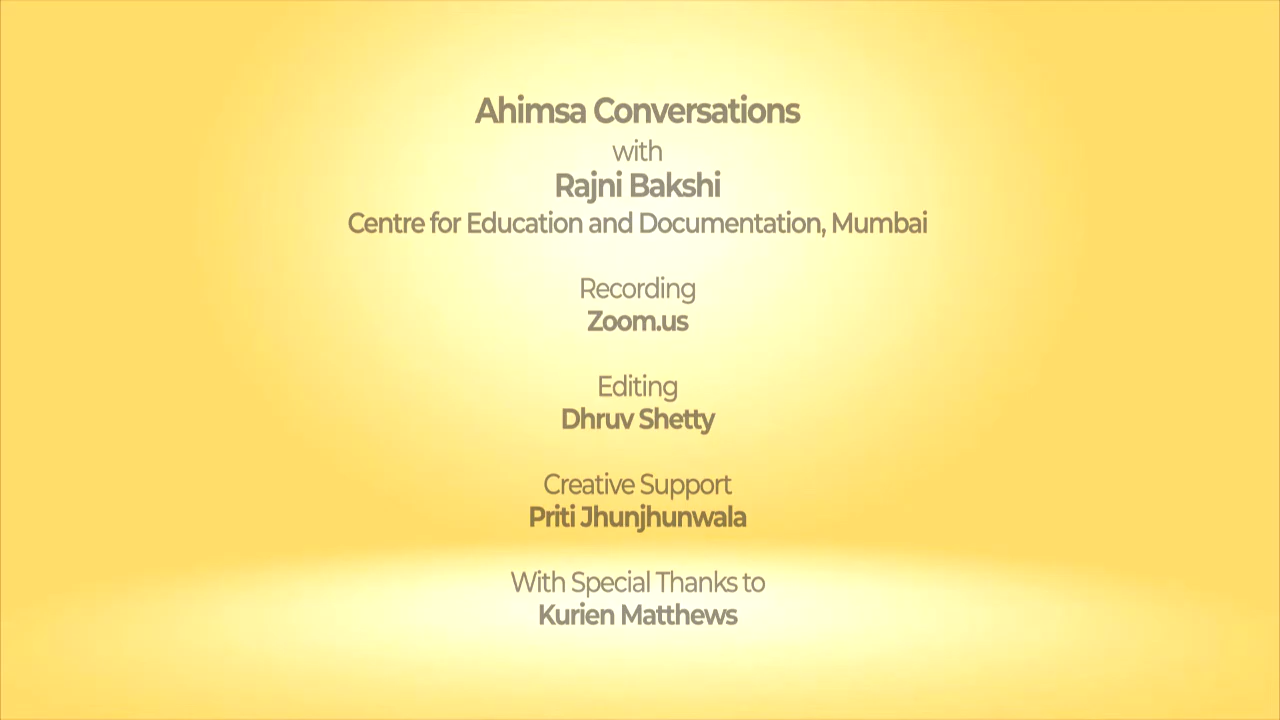 Ahimsa Conversations
with
Rajni Bakshi
Centre for Education and Documentation, Mumbai
Recording
Zoom.us
Editing
Dhruv Shetty
Creative Support
Priti Jhunjhunwala
With Special Thanks to
Kurien Matthews